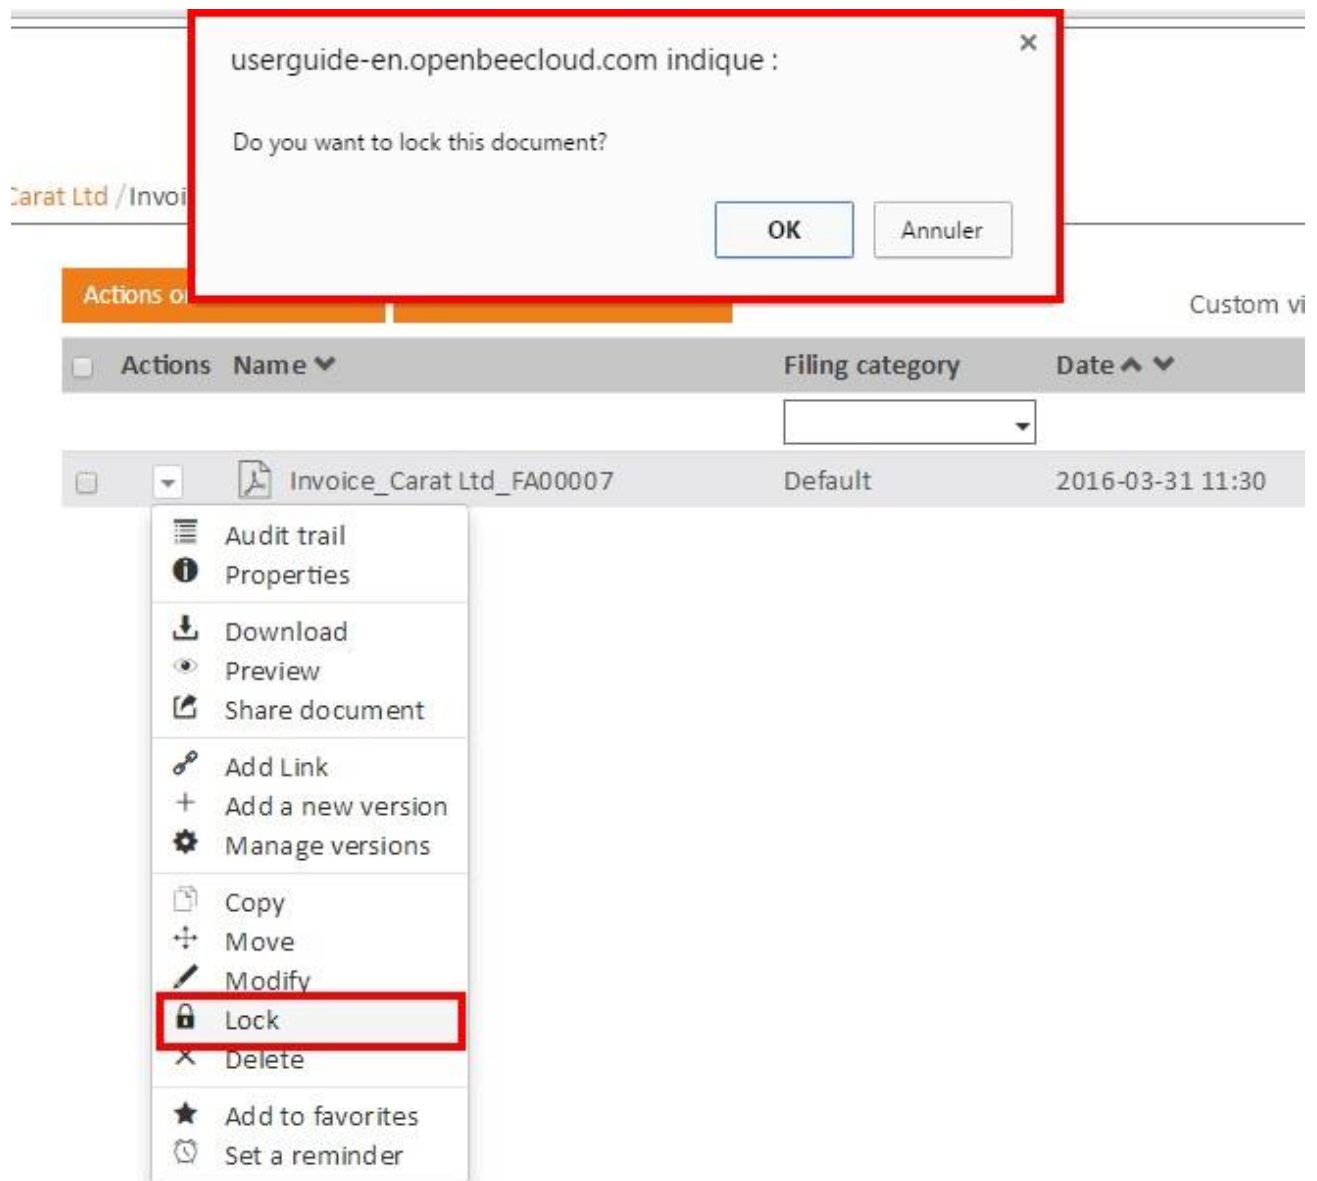 userguide-en.openbeecloud.com indique :
Do you want to lock this document?
Carat Ltd /Invoi
OK Annuler
Actions o
Custom vi
Actions Name Filing category Date
Invoice_Carat Ltd_FA00007 Default 2016-03-31 11:30
Audit trail
Properties
Download
Preview
Share document
Add Link
Add a new version
Manage versions
Copy
Move
Modify
Lock
Delete
Add to favorites
Set a reminder